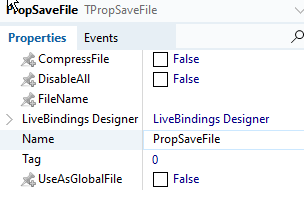 PropSaveFile TPropSaveFile
Properties Events
CompressFile False
DisableAll False
FileName
LiveBindings Designer LiveBindings Designer
Name PropSaveFile
Tag 0
UseAsGlobalFile False